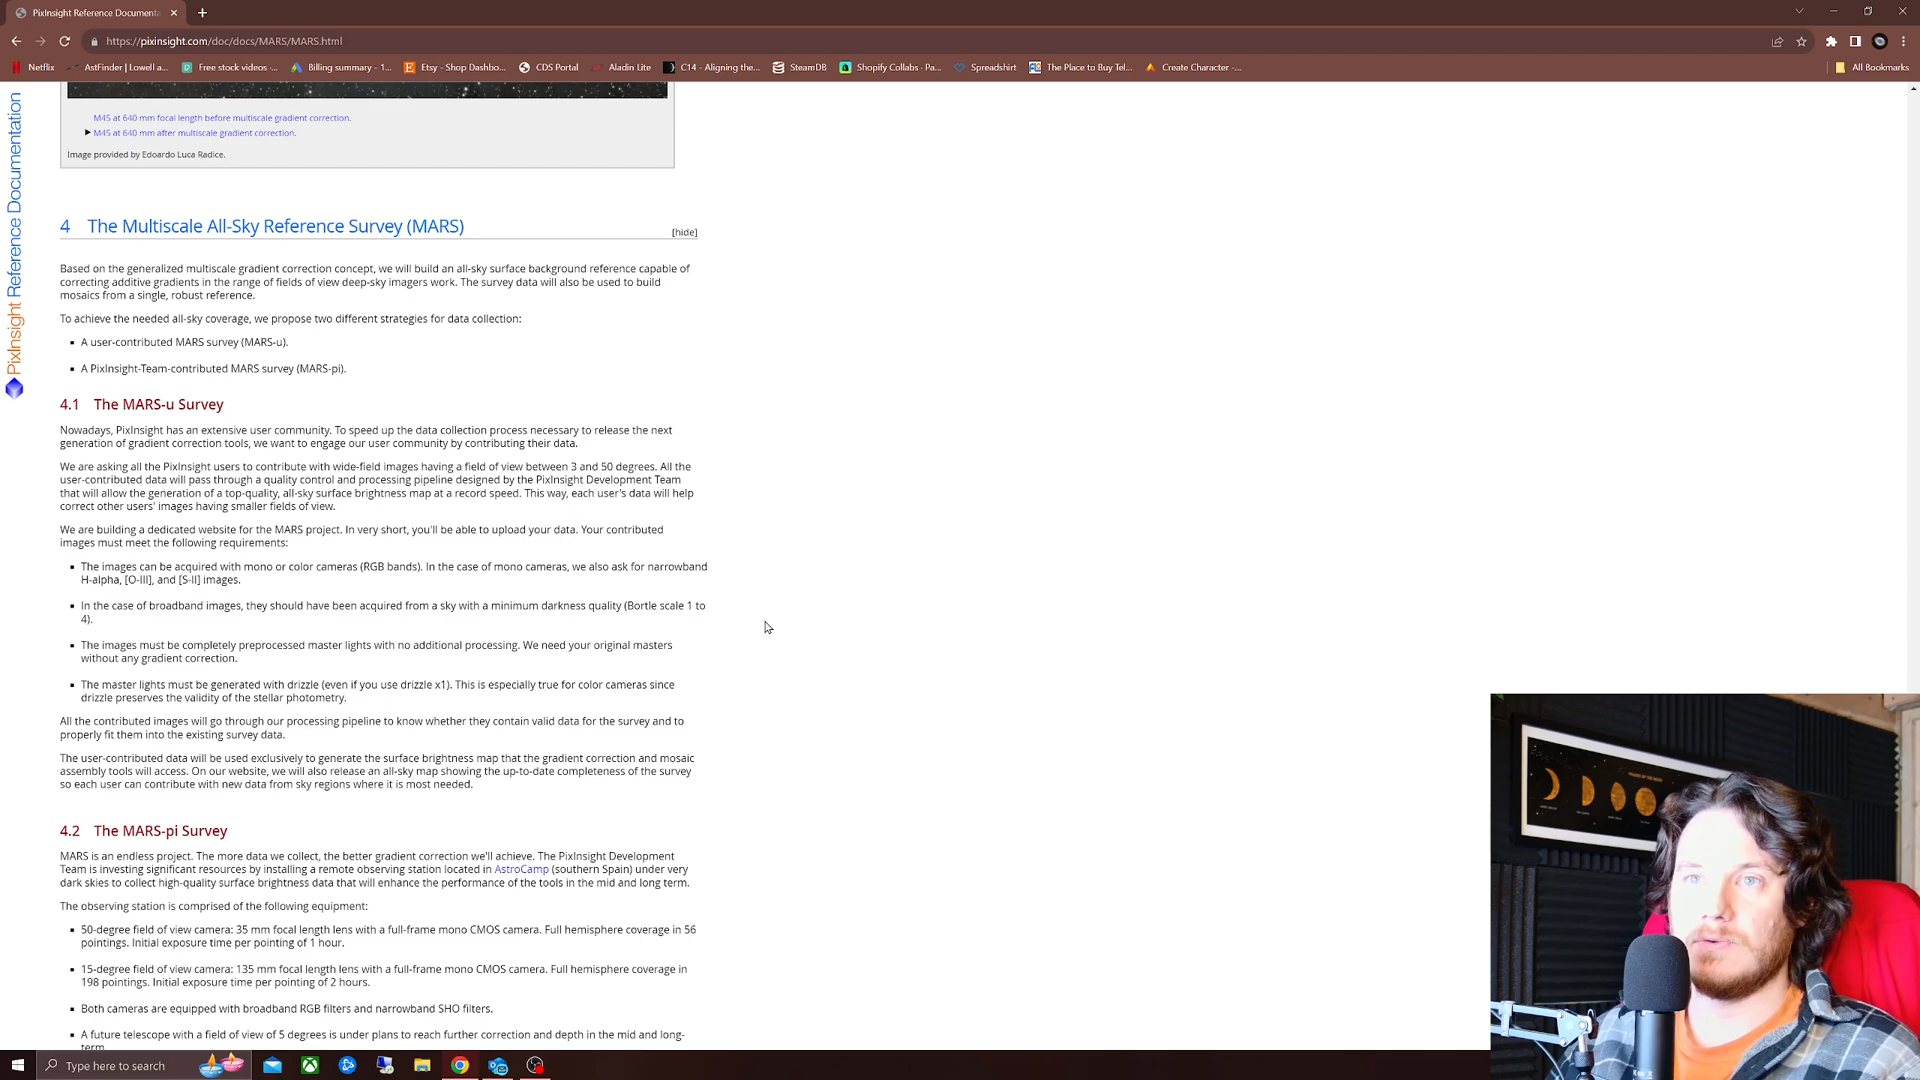 PixInsight Reference Documenta
https://pixinsight.com/doc/docs/MARS/MARS.html
Netflix
AstFinder | Lowell a...
Free stock videos -...
Billing summary - 1...
Etsy - Shop Dashbo...
CDS Portal
Aladin Lite
C14 - Aligning the...
SteamDB
Shopify Collabs - Pa...
Spreadshirt
The Place to Buy Tel...
Create Character -...
All Bookmarks
PixInsight Reference Documentation
M45 at 640 mm focal length before multiscale gradient correction.
M45 at 640 mm after multiscale gradient correction.
Image provided by Edoardo Luca Radice.
4 The Multiscale All-Sky Reference Survey (MARS)
[hide]
Based on the generalized multiscale gradient correction concept, we will build an all-sky surface background reference capable of
correcting additive gradients in the range of fields of view deep-sky imagers work. The survey data will also be used to build
mosaics from a single, robust reference.
To achieve the needed all-sky coverage, we propose two different strategies for data collection:
A user-contributed MARS survey (MARS-u).
A PixInsight-Team-contributed MARS survey (MARS-pi).
4.1 The MARS-u Survey
Nowadays, PixInsight has an extensive user community. To speed up the data collection process necessary to release the next
generation of gradient correction tools, we want to engage our user community by contributing their data.
We are asking all the PixInsight users to contribute with wide-field images having a field of view between 3 and 50 degrees. All the
user-contributed data will pass through a quality control and processing pipeline designed by the PixInsight Development Team
that will allow the generation of a top-quality, all-sky surface brightness map at a record speed. This way, each user's data will help
correct other users' images having smaller fields of view.
We are building a dedicated website for the MARS project. In very short, you'll be able to upload your data. Your contributed
images must meet the following requirements:
The images can be acquired with mono or color cameras (RGB bands). In the case of mono cameras, we also ask for narrowband
H-alpha, [O-III], and [S-II] images.
In the case of broadband images, they should have been acquired from a sky with a minimum darkness quality (Bortle scale 1 to
4).
The images must be completely preprocessed master lights with no additional processing. We need your original masters
without any gradient correction.
The master lights must be generated with drizzle (even if you use drizzle x1). This is especially true for color cameras since
drizzle preserves the validity of the stellar photometry.
All the contributed images will go through our processing pipeline to know whether they contain valid data for the survey and to
properly fit them into the existing survey data.
The user-contributed data will be used exclusively to generate the surface brightness map that the gradient correction and mosaic
assembly tools will access. On our website, we will also release an all-sky map showing the up-to-date completeness of the survey
so each user can contribute with new data from sky regions where it is most needed.
4.2 The MARS-pi Survey
MARS is an endless project. The more data we collect, the better gradient correction we'll achieve. The PixInsight Development
Team is investing significant resources by installing a remote observing station located in AstroCamp (southern Spain) under very
dark skies to collect high-quality surface brightness data that will enhance the performance of the tools in the mid and long term.
The observing station is comprised of the following equipment:
50-degree field of view camera: 35 mm focal length lens with a full-frame mono CMOS camera. Full hemisphere coverage in 56
pointings. Initial exposure time per pointing of 1 hour.
15-degree field of view camera: 135 mm focal length lens with a full-frame mono CMOS camera. Full hemisphere coverage in
198 pointings. Initial exposure time per pointing of 2 hours.
Both cameras are equipped with broadband RGB filters and narrowband SHO filters.
A future telescope with a field of view of 5 degrees is under plans to reach further correction and depth in the mid and long-
term.
Type here to search